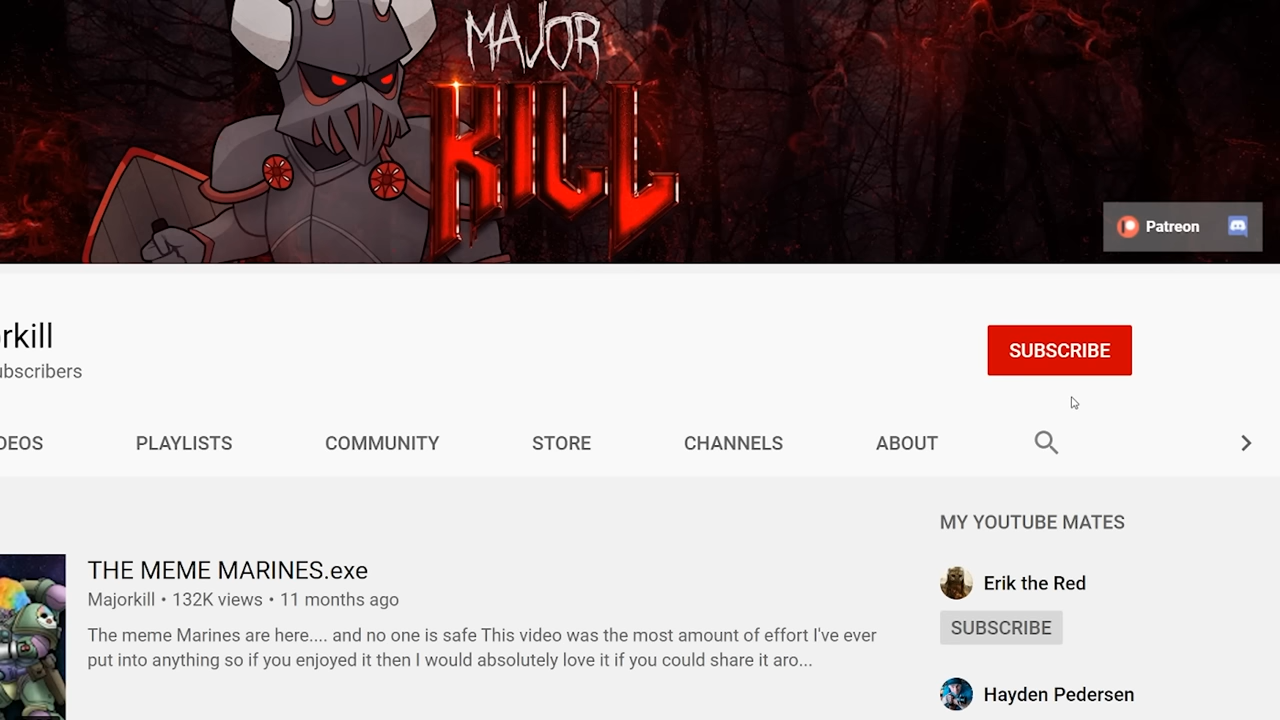 MAJOR
KILL
Patreon
orkill
ubscribers
SUBSCRIBE
DEOS
PLAYLISTS
COMMUNITY
STORE
CHANNELS
ABOUT
MY YOUTUBE MATES
THE MEME MARINES.exe
Majorkill • 132K views • 11 months ago
The meme Marines are here.... and no one is safe This video was the most amount of effort I've ever
put into anything so if you enjoyed it then I would absolutely love it if you could share it aro...
Erik the Red
SUBSCRIBE
Hayden Pedersen